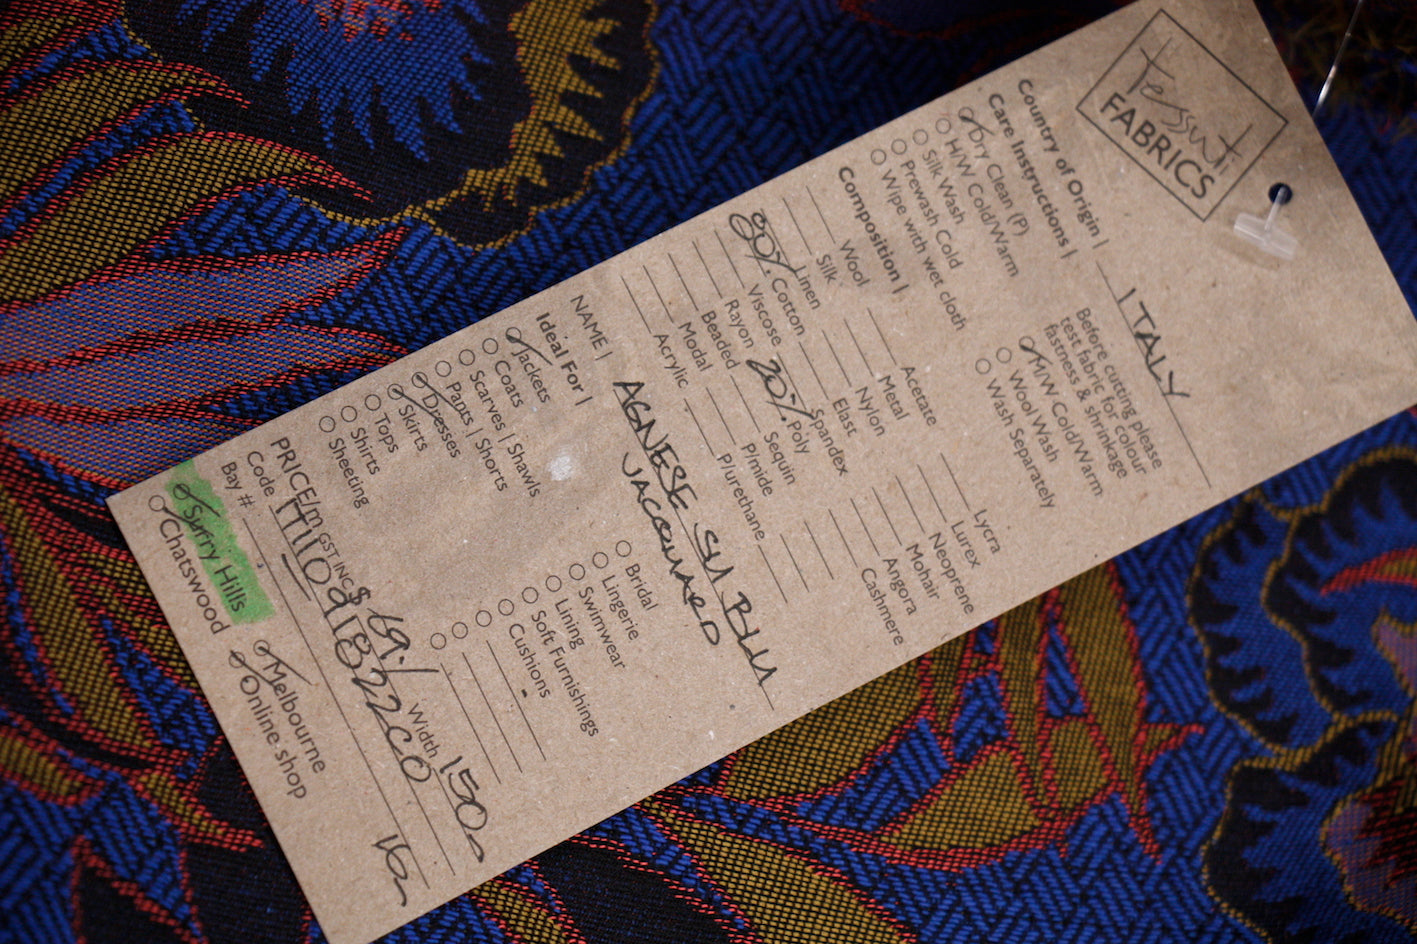 Tessuti
FABRICS
Country of Origin | ITALY
Care Instructions |
Dry Clean (P)
H/W Cold/Warm
Silk Wash
Prewash Cold
Wipe with wet cloth
Before cutting please
test fabric for colour
fastness & shrinkage
M/W Cold/Warm
Wool Wash
Wash Separately
Composition |
Wool
Silk
Linen
80% Cotton
Viscose
Rayon
Beaded
Modal
Acrylic
Acetate
Metal
Nylon
Elast
Spandex
20% Poly
Sequin
P/mide
P/urethane
Lycra
Lurex
Neoprene
Mohair
Angora
Cashmere
NAME | AGNESE SU BLU
JACQUARD
Ideal For |
Jackets
Coats
Scarves | Shawls
Pants | Shorts
Dresses
Skirts
Tops
Shirts
Sheeting
Bridal
Lingerie
Swimwear
Lining
Soft Furnishings
Cushions
PRICE/m GST INC $ 69./ Width 150
Code
Bray #
Surry Hills
Chatswood
Melbourne
Online shop